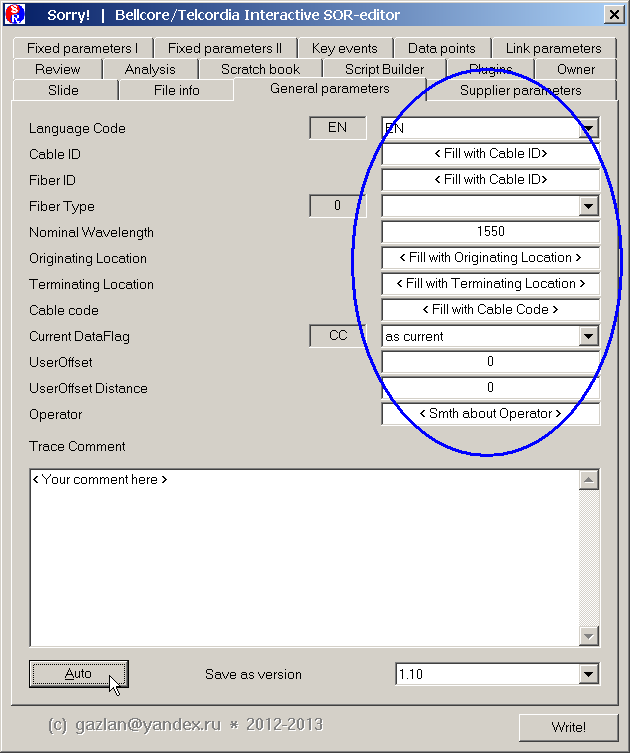 SR Sorry! | Bellcore/Telcordia Interactive SOR-editor
Fixed parameters I Fixed parameters II Key events Data points Link parameters
Review Analysis Scratch book Script Builder Plugins Owner
Slide File info General parameters Supplier parameters
Language Code EN EN
Cable ID < Fill with Cable ID>
Fiber ID < Fill with Cable ID>
Fiber Type 0
Nominal Wavelength 1550
Originating Location < Fill with Originating Location >
Terminating Location < Fill with Terminating Location >
Cable code < Fill with Cable Code >
Current DataFlag CC as current
UserOffset 0
UserOffset Distance 0
Operator < Smth about Operator >
Trace Comment
< Your comment here >
Auto Save as version 1.10
(c) gazlan@yandex.ru * 2012-2013 Write!